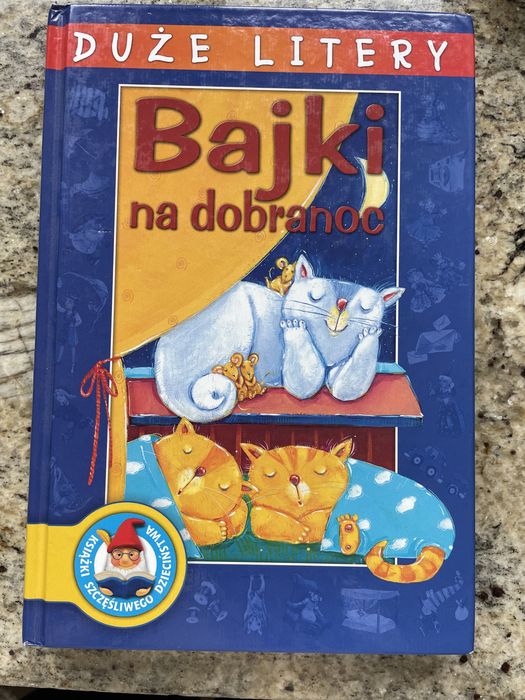 DUŻE LITERY
Bajki
na dobranoc
KSIĄŻKI SZCZĘŚLIWEGO DZIECIŃSTWA